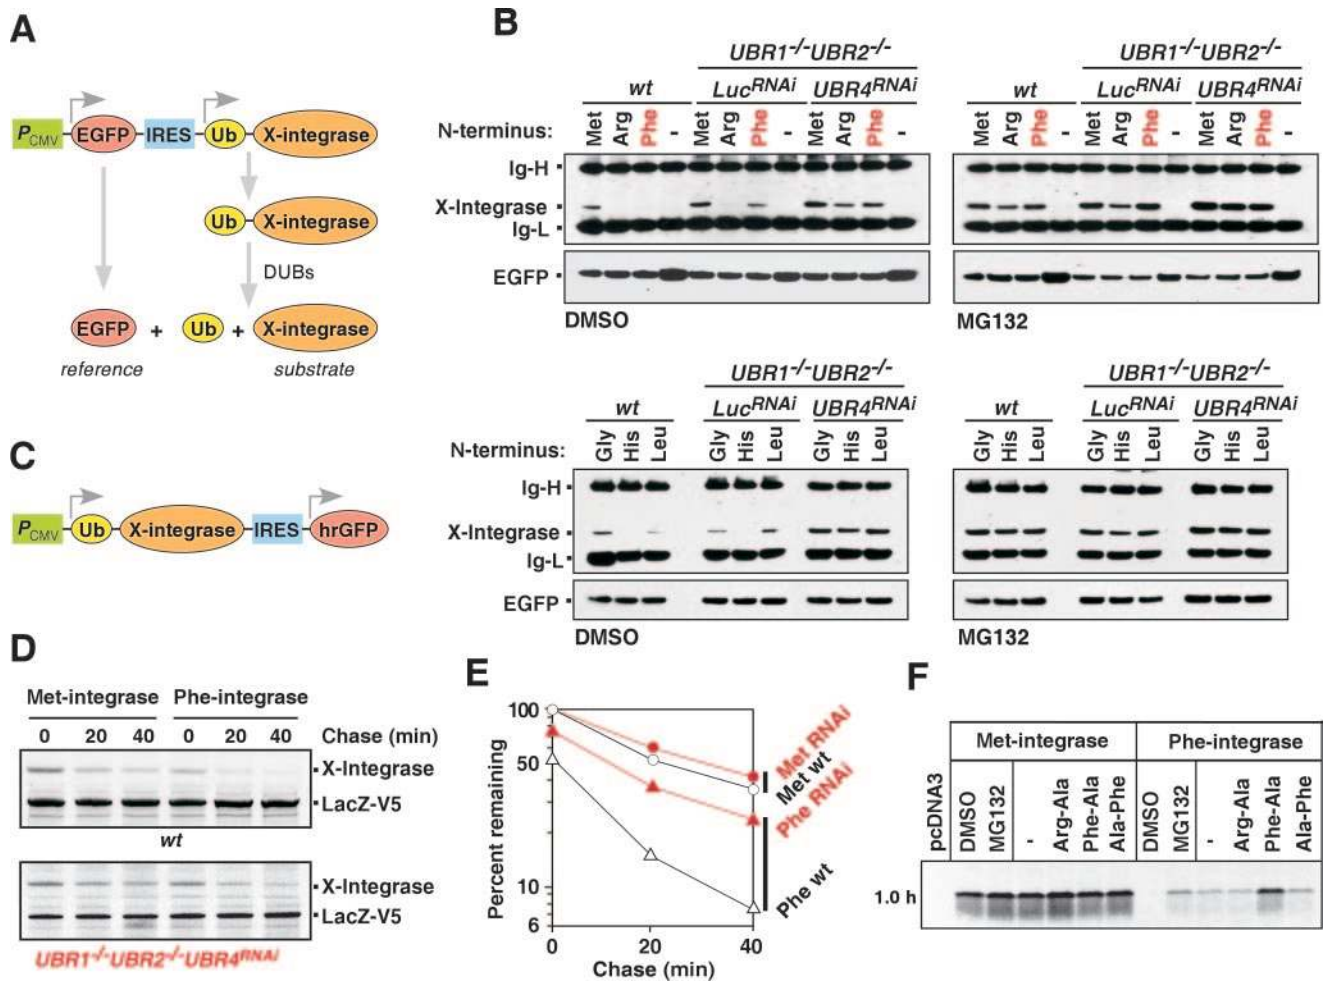 A
P_CMV EGFP IRES Ub X-integrase
Ub X-integrase
DUBs
EGFP + Ub + X-integrase
reference substrate
B
UBR1-/-UBR2-/- UBR1-/-UBR2-/-
wt LucRNAi UBR4RNAi wt LucRNAi UBR4RNAi
N-terminus: Met Arg Phe - Met Arg Phe - Met Arg Phe - Met Arg Phe - Met Arg Phe - Met Arg Phe -
Ig-H
X-Integrase
Ig-L
EGFP
DMSO MG132
UBR1-/-UBR2-/- UBR1-/-UBR2-/-
wt LucRNAi UBR4RNAi wt LucRNAi UBR4RNAi
N-terminus: Gly His Leu Gly His Leu Gly His Leu Gly His Leu Gly His Leu Gly His Leu
Ig-H
X-Integrase
Ig-L
EGFP
DMSO MG132
C
P_CMV Ub X-integrase IRES hrGFP
D
Met-integrase Phe-integrase
0 20 40 0 20 40 Chase (min)
X-Integrase
LacZ-V5
wt
X-Integrase
LacZ-V5
UBR1-/-UBR2-/-UBR4RNAi
E
Percent remaining
100
50
10
6
0 20 40
Chase (min)
Met RNAi
Met wt
Phe RNAi
Phe wt
F
Met-integrase Phe-integrase
pcDNA3 DMSO MG132 - Arg-Ala Phe-Ala Ala-Phe DMSO MG132 - Arg-Ala Phe-Ala Ala-Phe
1.0 h